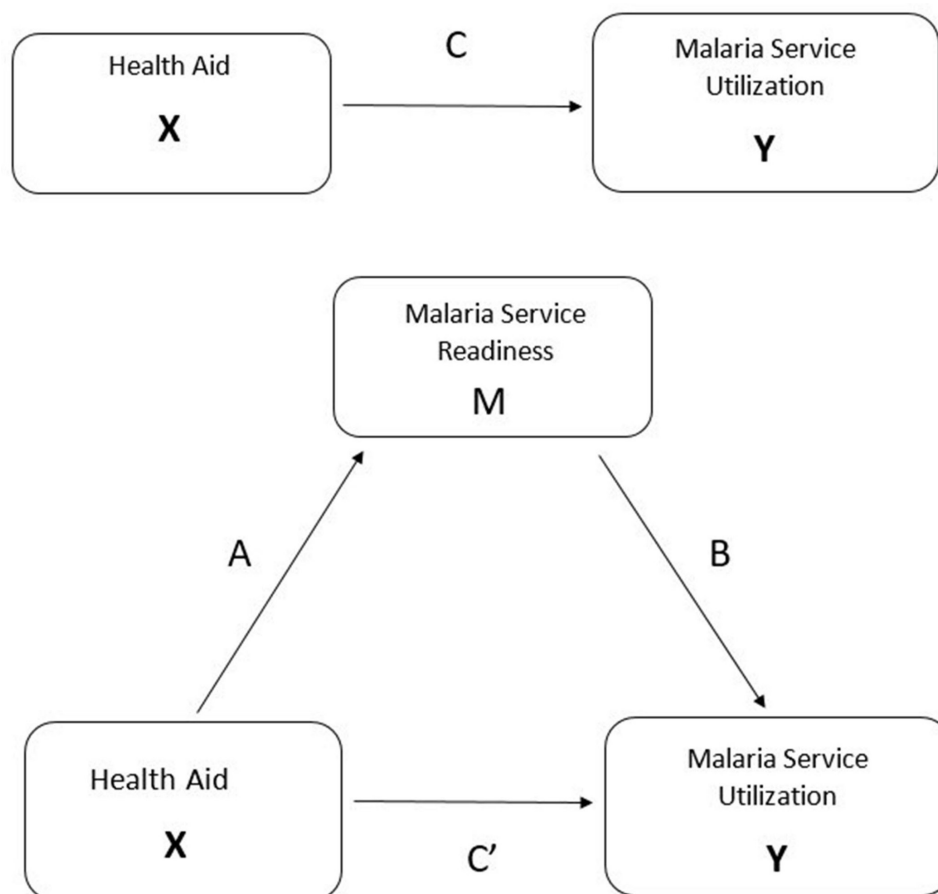 C
Health Aid
X
Malaria Service
Utilization
Y
Malaria Service
Readiness
M
A
B
Health Aid
X
C’
Malaria Service
Utilization
Y